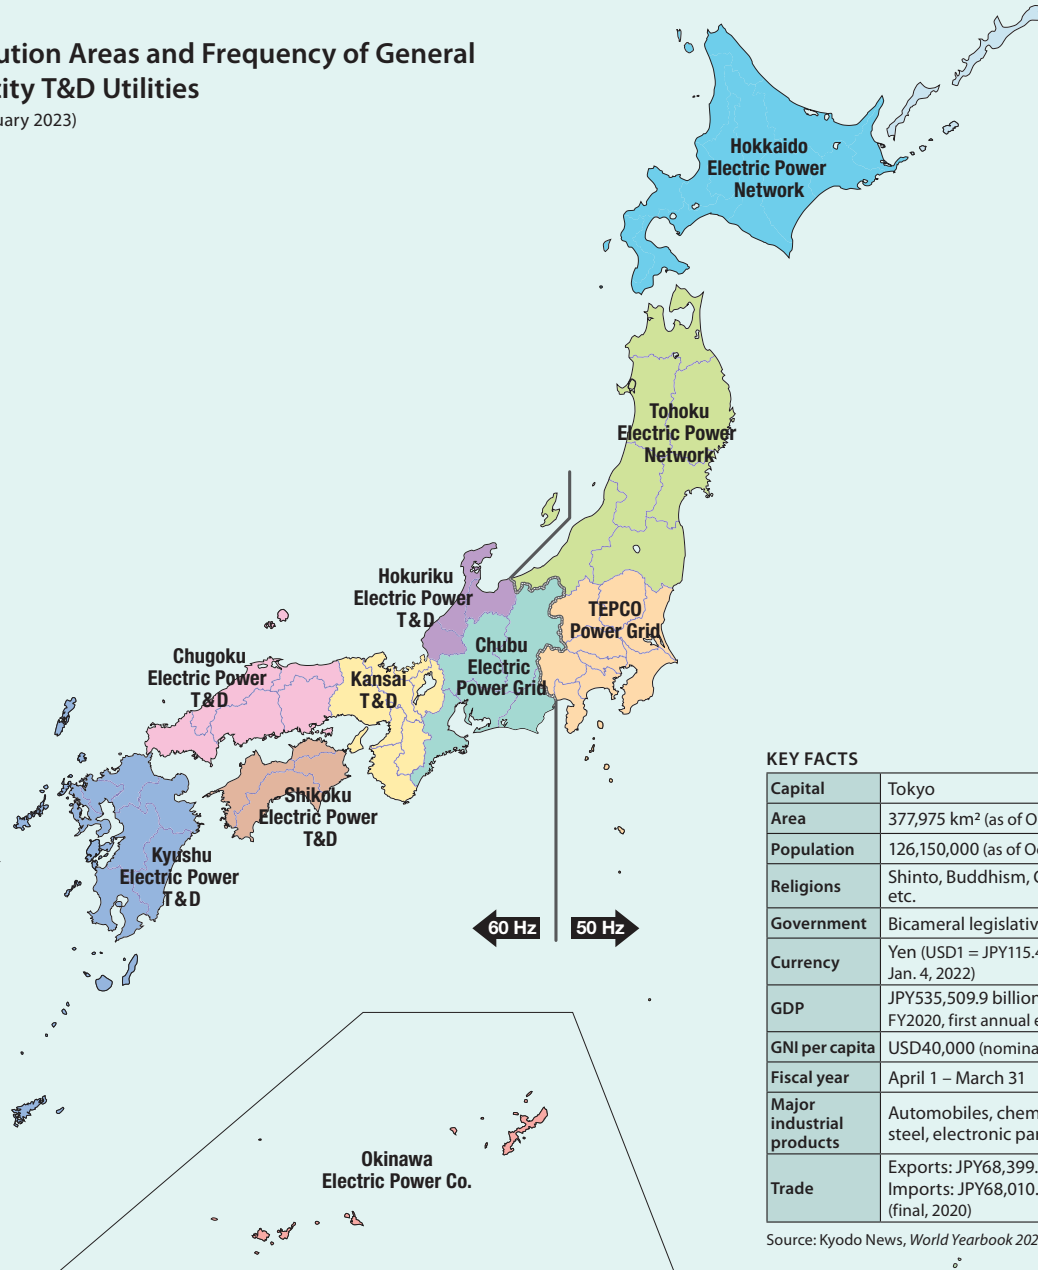 ution Areas and Frequency of General
ity T&D Utilities
uary 2023)
Hokkaido
Electric Power
Network
Tohoku
Electric Power
Network
Hokuriku
Electric Power
T&D
TEPCO
Power Grid
Chubu
Electric
Power Grid
Chugoku
Electric Power
T&D
Kansai
T&D
Shikoku
Electric Power
T&D
Kyushu
Electric Power
T&D
60 Hz
50 Hz
Okinawa
Electric Power Co.
KEY FACTS
Capital Tokyo
Area 377,975 km² (as of O
Population 126,150,000 (as of O
Religions Shinto, Buddhism, C
etc.
Government Bicameral legislativ
Currency Yen (USD1 = JPY115.4
Jan. 4, 2022)
GDP JPY535,509.9 billion
FY2020, first annual e
GNI per capita USD40,000 (nomina
Fiscal year April 1 – March 31
Major
industrial
products
Automobiles, chem
steel, electronic par
Trade
Exports: JPY68,399.
Imports: JPY68,010.
(final, 2020)
Source: Kyodo News, World Yearbook 202